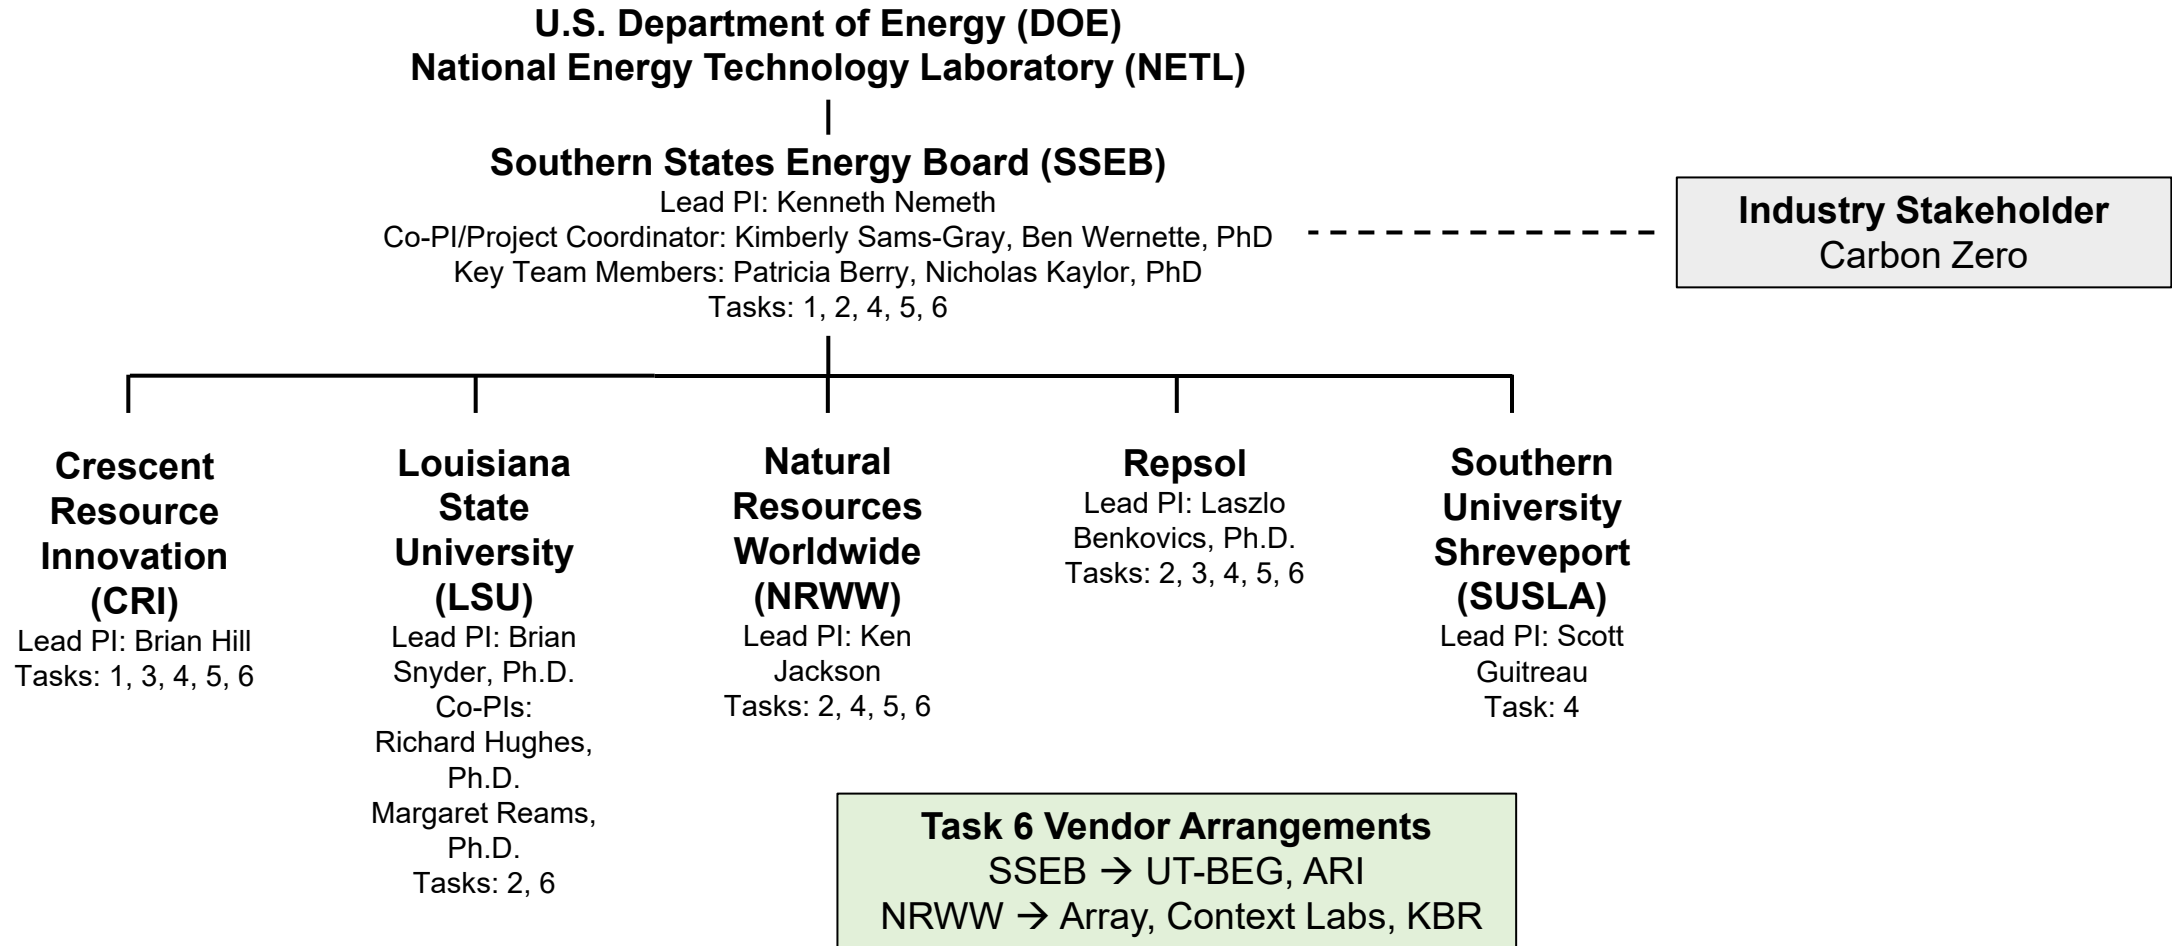 U.S. Department of Energy (DOE)
National Energy Technology Laboratory (NETL)
Southern States Energy Board (SSEB)
Lead PI: Kenneth Nemeth
Co-PI/Project Coordinator: Kimberly Sams-Gray, Ben Wernette, PhD
Key Team Members: Patricia Berry, Nicholas Kaylor, PhD
Tasks: 1, 2, 4, 5, 6
Industry Stakeholder
Carbon Zero
Crescent
Resource
Innovation
(CRI)
Lead PI: Brian Hill
Tasks: 1, 3, 4, 5, 6
Louisiana
State
University
(LSU)
Lead PI: Brian
Snyder, Ph.D.
Co-PIs:
Richard Hughes,
Ph.D.
Margaret Reams,
Ph.D.
Tasks: 2, 6
Natural
Resources
Worldwide
(NRWW)
Lead PI: Ken
Jackson
Tasks: 2, 4, 5, 6
Repsol
Lead PI: Laszlo
Benkovics, Ph.D.
Tasks: 2, 3, 4, 5, 6
Southern
University
Shreveport
(SUSLA)
Lead PI: Scott
Guitreau
Task: 4
Task 6 Vendor Arrangements
SSEB → UT-BEG, ARI
NRWW → Array, Context Labs, KBR